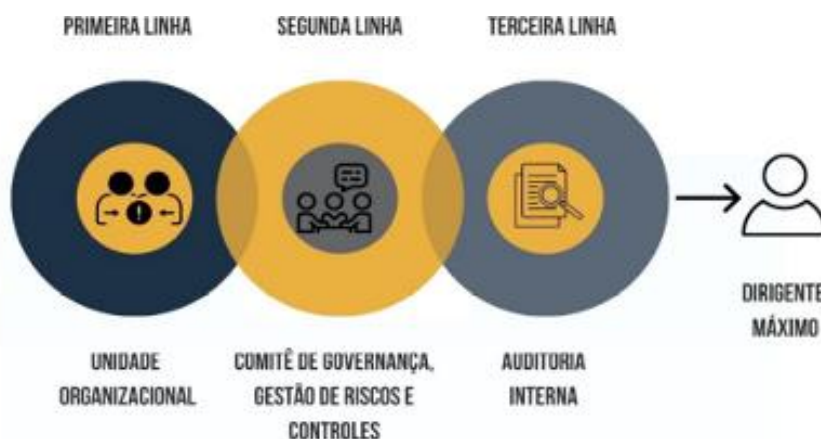 PRIMEIRA LINHA
SEGUNDA LINHA
TERCEIRA LINHA
UNIDADE
ORGANIZACIONAL
COMITÊ DE GOVERNANÇA,
GESTÃO DE RISCOS E
CONTROLES
AUDITORIA
INTERNA
DIRIGENTE
MÁXIMO